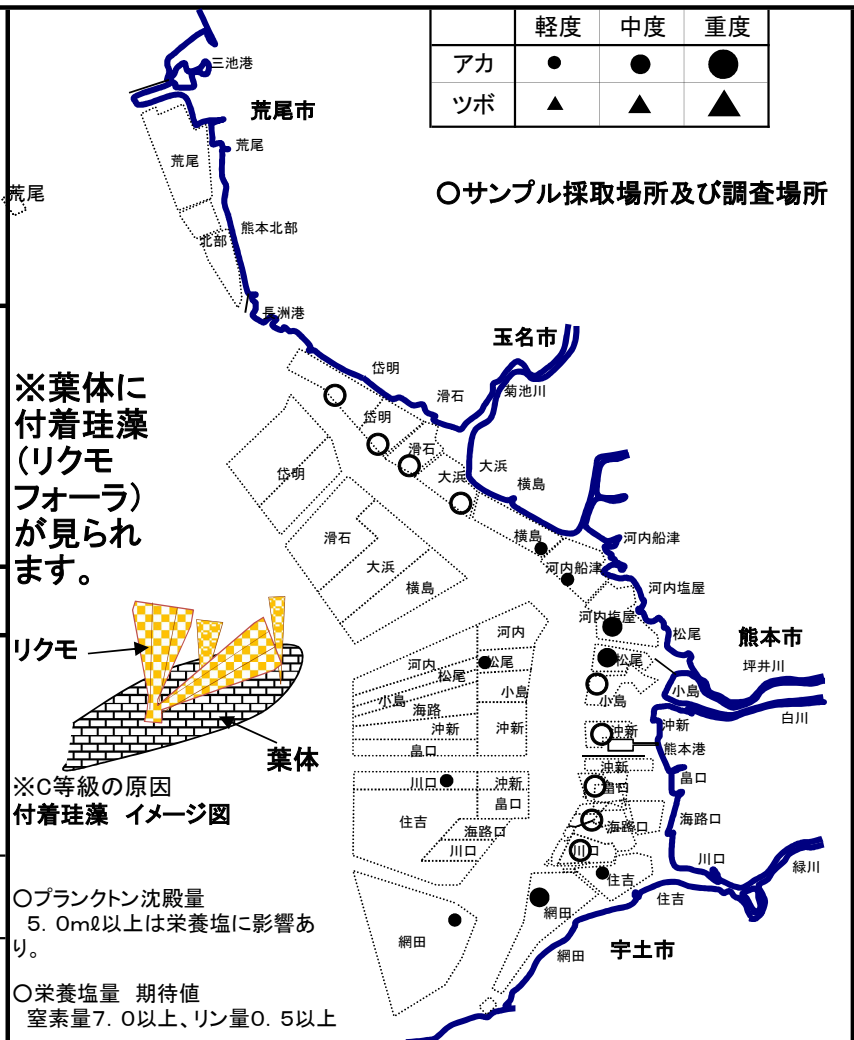 軽度 中度 重度
アカ
ツボ
○サンプル採取場所及び調査場所
三池港
荒尾市
荒尾
荒尾
荒尾
北部
熊本北部
長洲港
玉名市
岱明
滑石
菊池川
岱明
滑石
大浜
大浜
横島
岱明
横島
河内船津
河内船津
滑石
大浜
横島
河内塩屋
河内塩屋
松尾
熊本市
坪井川
松尾
小島
小島
白川
河内
河内
松尾
松尾
小島
小島
海路
沖新
沖新
畠口
沖新
沖新
熊本港
沖新
畠口
畠口
川口
沖新
畠口
住吉
海路口
川口
海路口
海路口
川口
川口
緑川
住吉
住吉
網田
網田
網田
宇土市
※葉体に
付着珪藻
(リクモ
フォーラ)
が見られ
ます。
リクモ
葉体
※C等級の原因
付着珪藻 イメージ図
○プランクトン沈殿量
5.0mℓ以上は栄養塩に影響あ
り。
○栄養塩量 期待値
窒素量7.0以上、リン量0.5以上